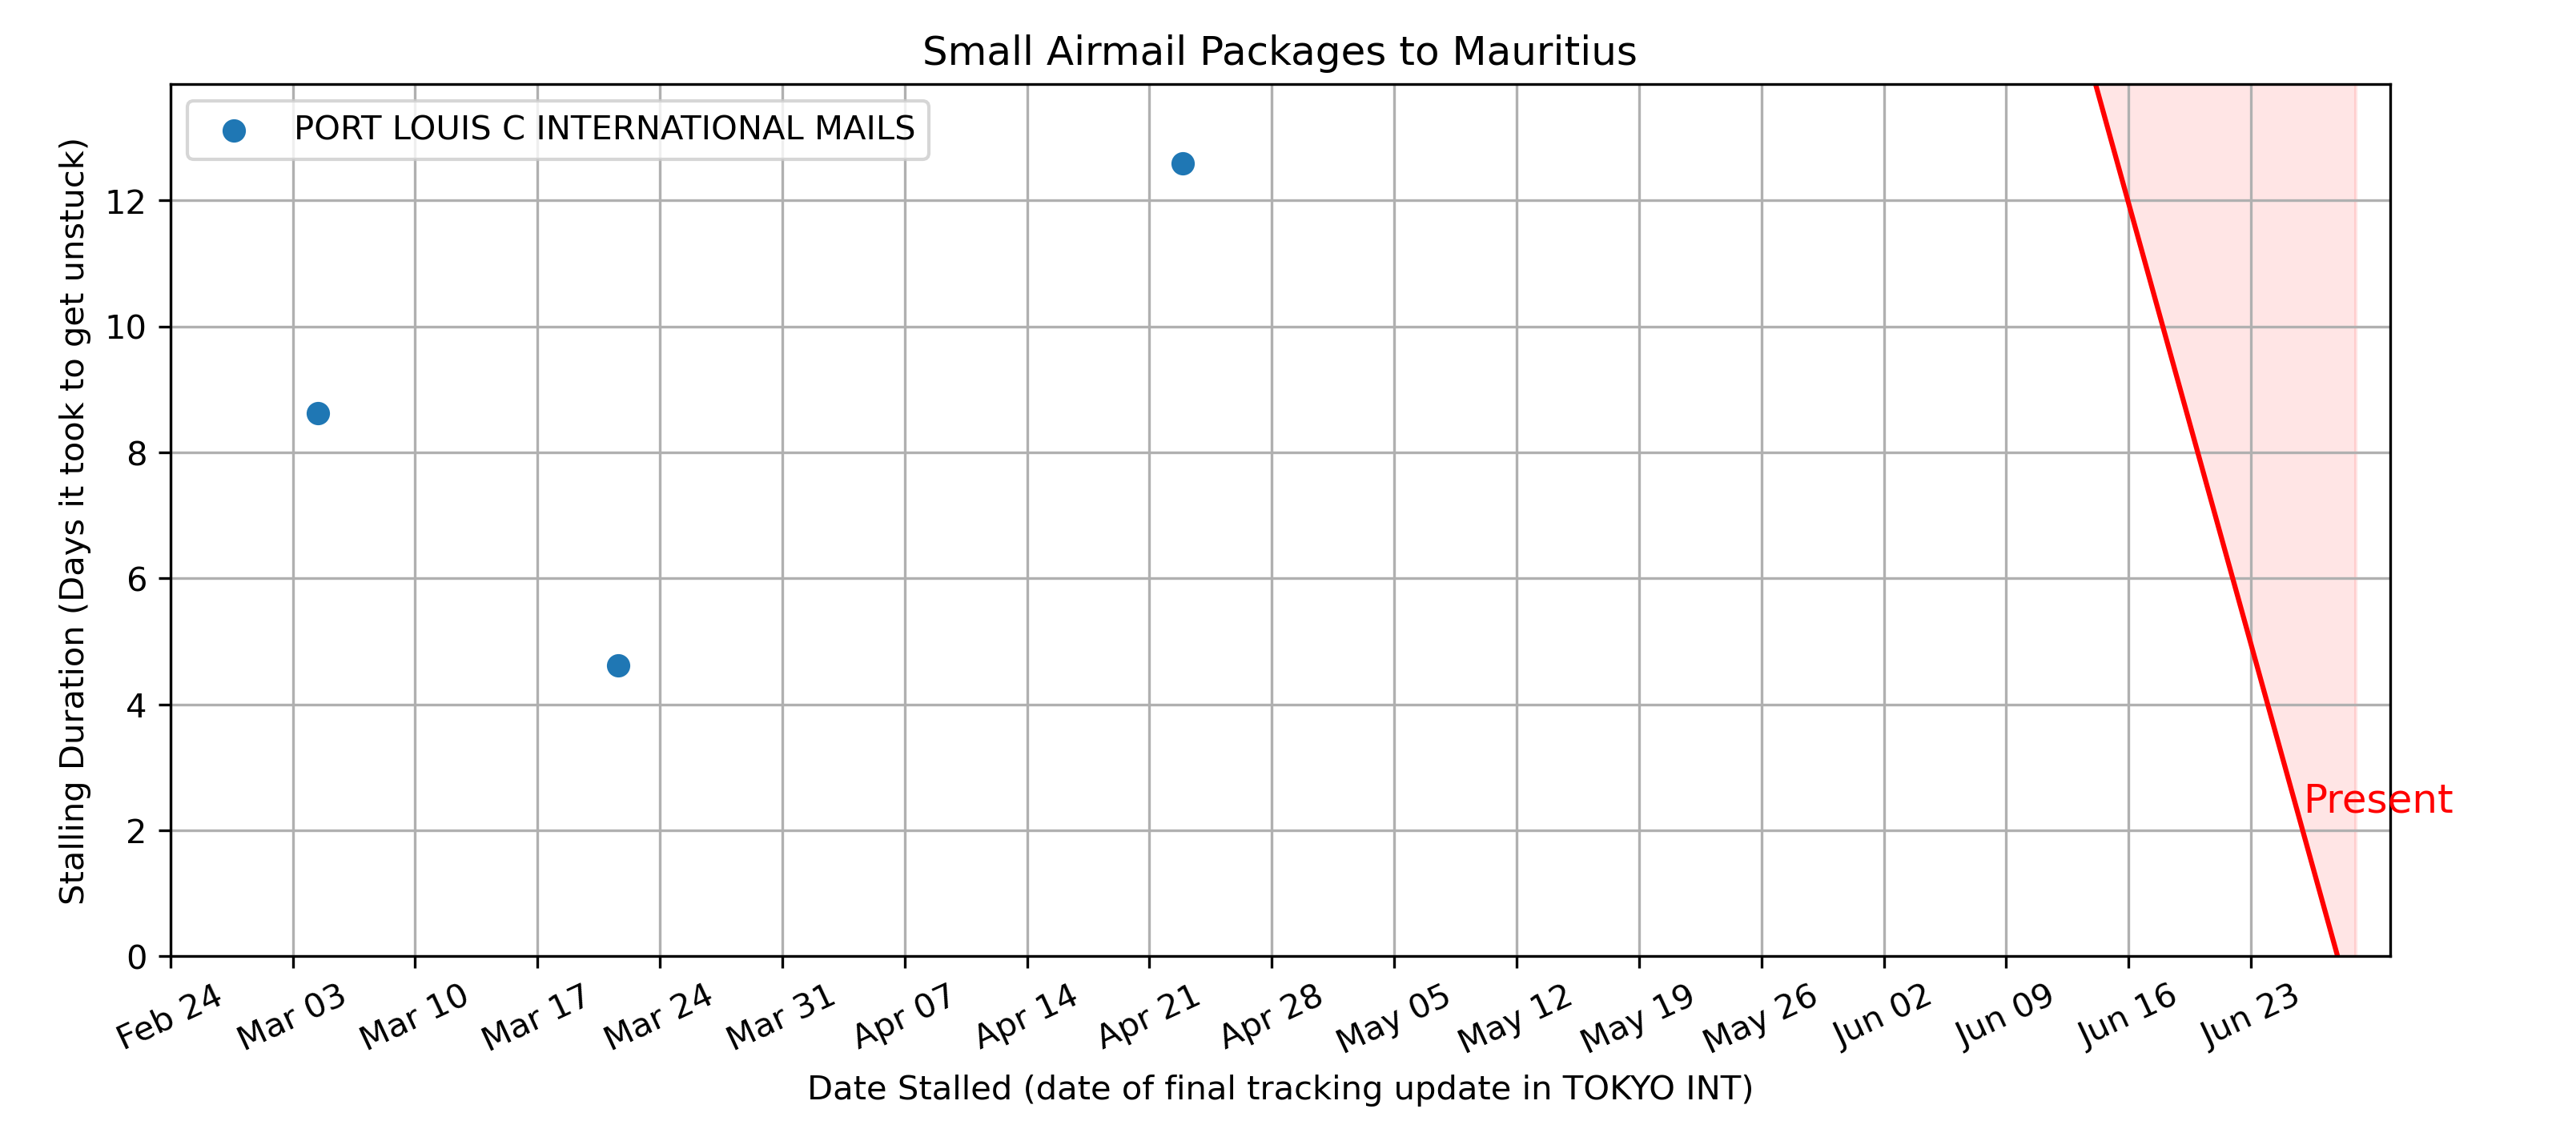 Small Airmail Packages to Mauritius
PORT LOUIS C INTERNATIONAL MAILS
Stalling Duration (Days it took to get unstuck)
12
10
8
6
4
2
0
Present
Feb 24
Mar 03
Mar 10
Mar 17
Mar 24
Mar 31
Apr 07
Apr 14
Apr 21
Apr 28
May 05
May 12
May 19
May 26
Jun 02
Jun 09
Jun 16
Jun 23
Date Stalled (date of final tracking update in TOKYO INT)